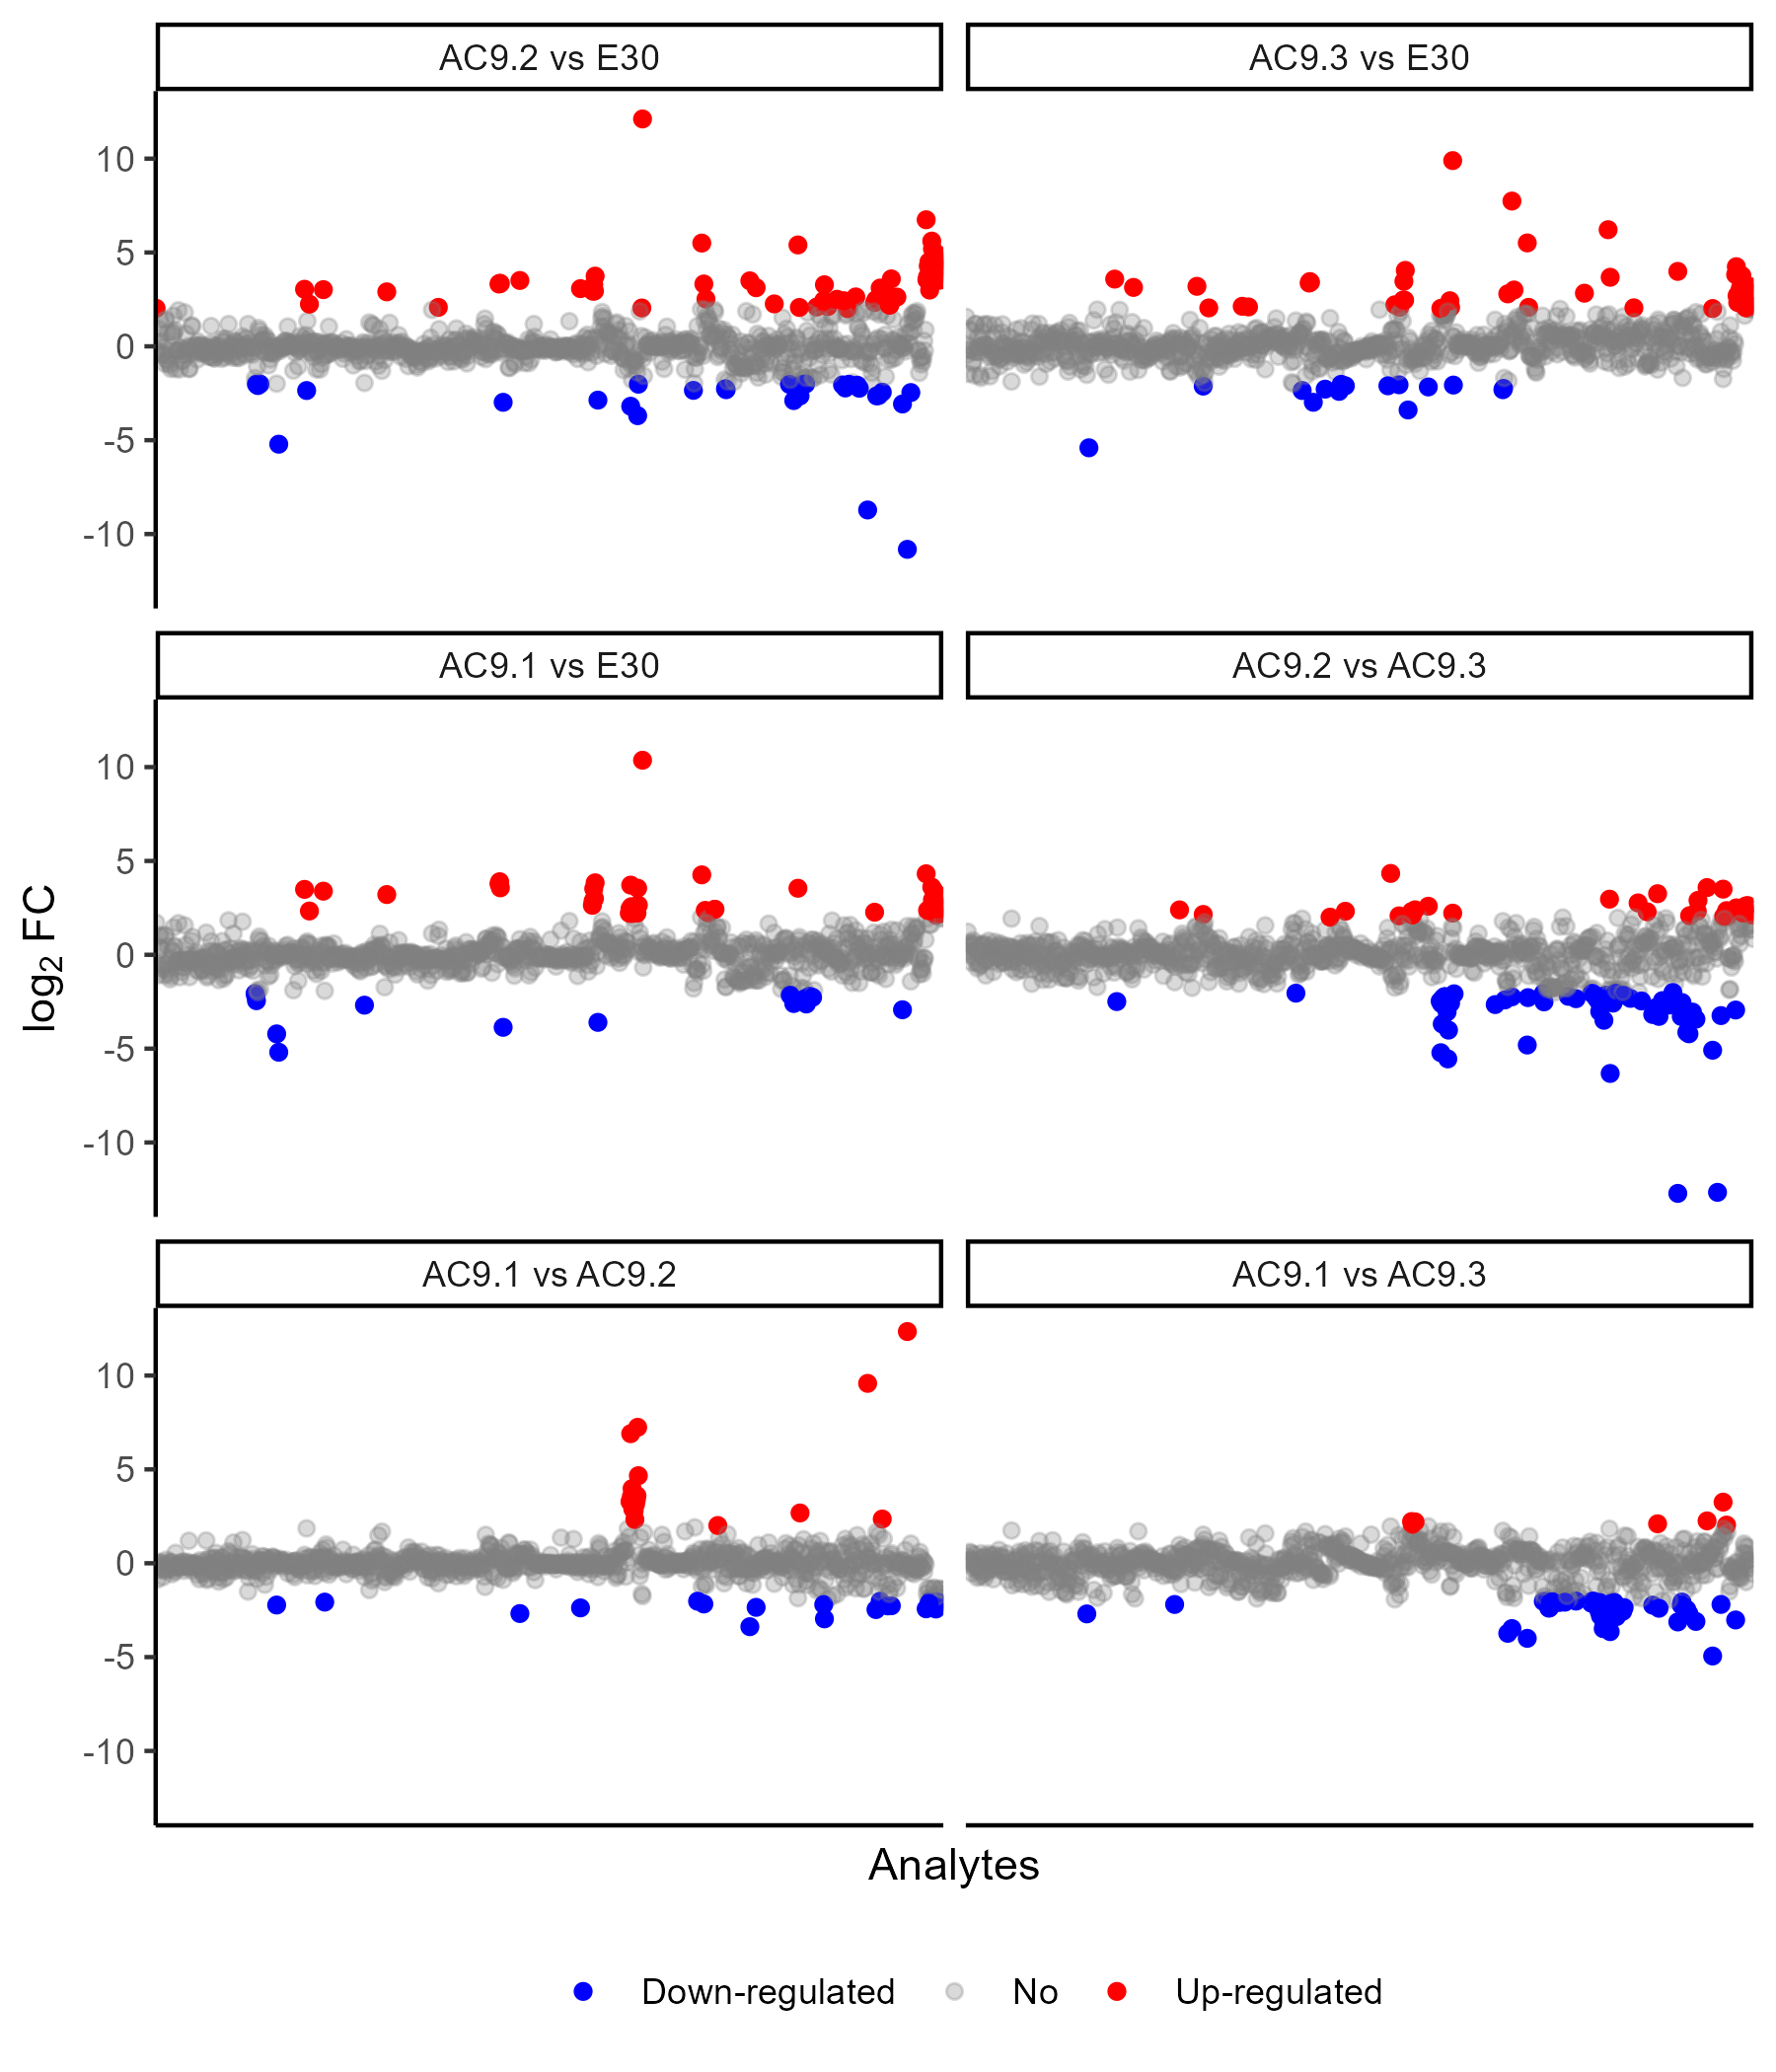 AC9.2 vs E30
AC9.3 vs E30
10
5
0
-5
-10
AC9.1 vs E30
AC9.2 vs AC9.3
10
5
0
-5
-10
log₂ FC
AC9.1 vs AC9.2
AC9.1 vs AC9.3
10
5
0
-5
-10
Analytes
Down-regulated No Up-regulated